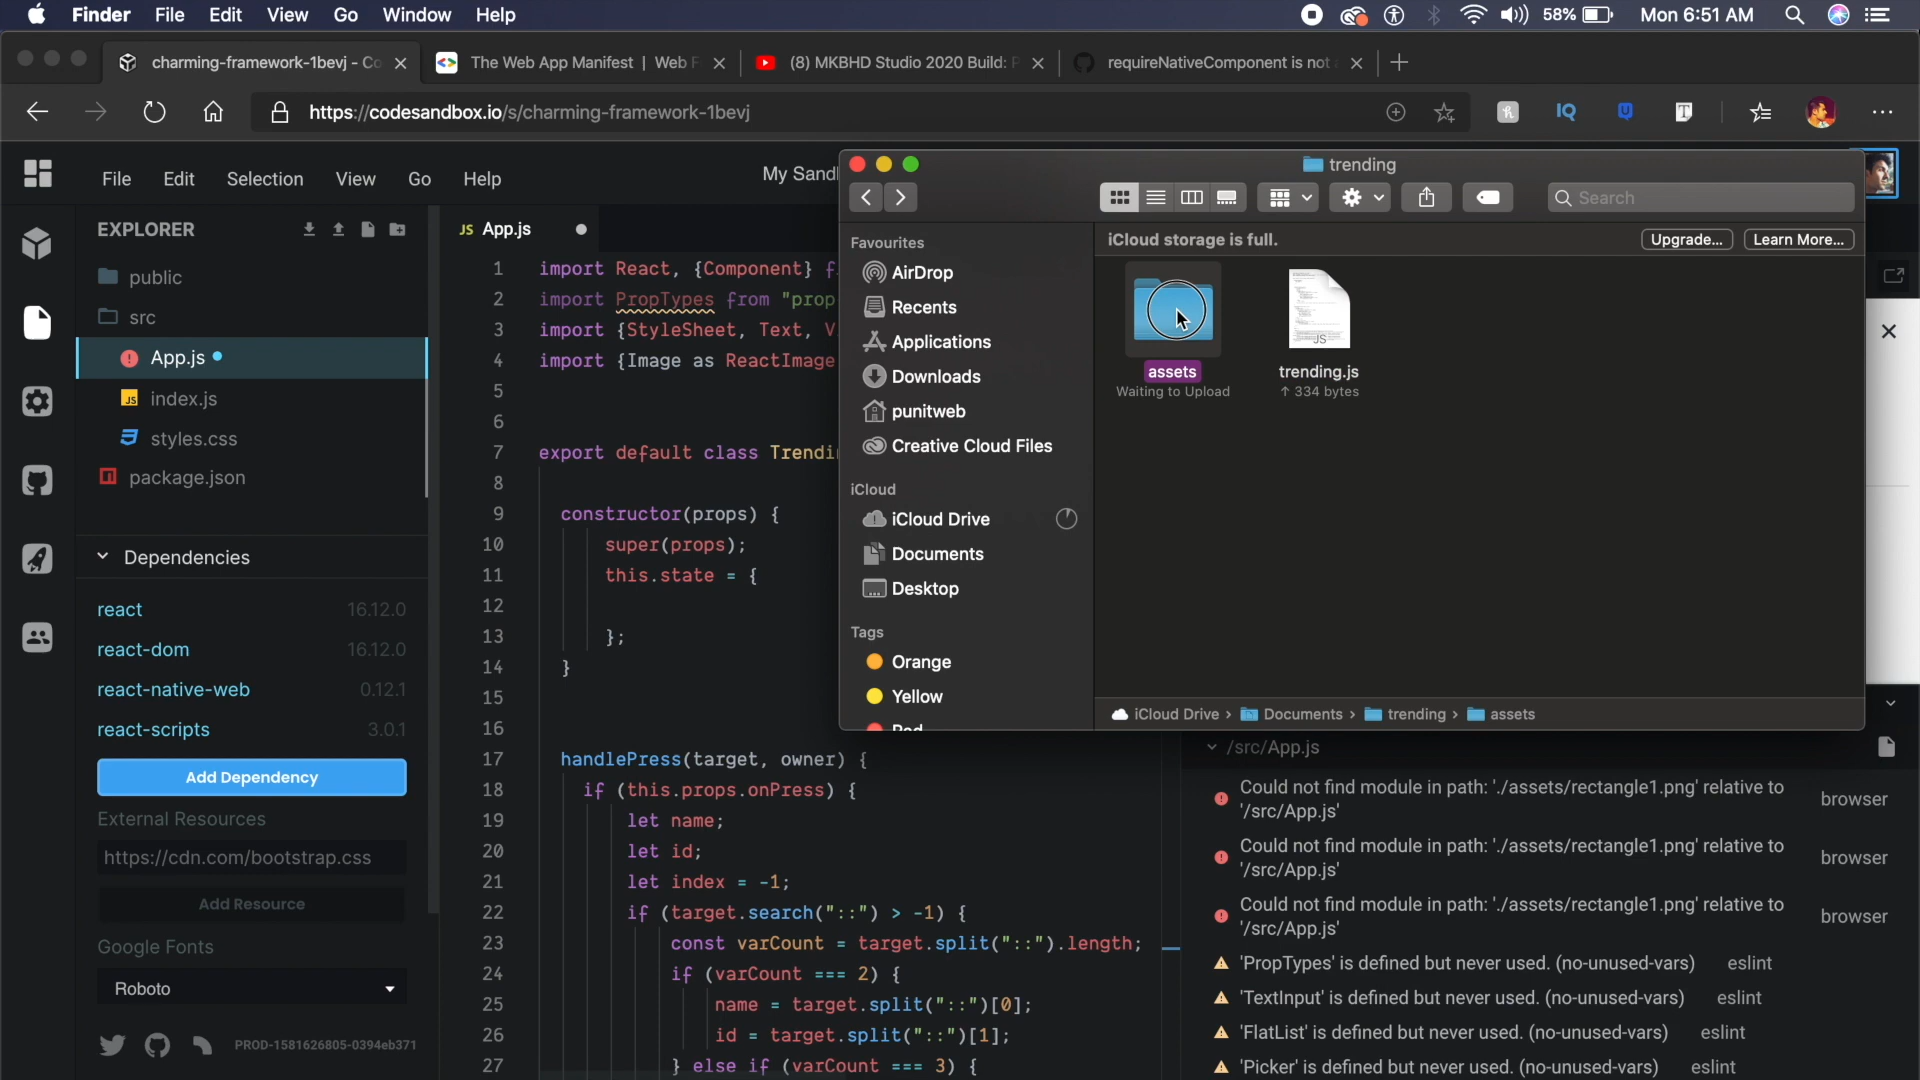 Finder File Edit View Go Window Help 58% Mon 6:51 AM
charming-framework-1bevj - Co
The Web App Manifest | Web F
(8) MKBHD Studio 2020 Build: P
requireNativeComponent is not
https://codesandbox.io/s/charming-framework-1bevj
File Edit Selection View Go Help
My Sand
EXPLORER
public
src
App.js
index.js
styles.css
package.json
Dependencies
react 16.12.0
react-dom 16.12.0
react-native-web 0.12.1
react-scripts 3.0.1
Add Dependency
External Resources
https://cdn.com/bootstrap.css
Add Resource
Google Fonts
Roboto
PROD-1581626805-0394eb371
JS App.js
1 import React, {Component} f
2 import PropTypes from "prop
3 import {StyleSheet, Text, V
4 import {Image as ReactImage
5
6
7 export default class Trendi
8
9 constructor(props) {
10 super(props);
11 this.state = {
12
13 };
14 }
15
16
17 handlePress(target, owner) {
18 if (this.props.onPress) {
19 let name;
20 let id;
21 let index = -1;
22 if (target.search("::") > -1) {
23 const varCount = target.split("::").length;
24 if (varCount === 2) {
25 name = target.split("::")[0];
26 id = target.split("::")[1];
27 } else if (varCount === 3) {
trending
Search
Favourites
AirDrop
Recents
Applications
Downloads
punitweb
Creative Cloud Files
iCloud
iCloud Drive
Documents
Desktop
Tags
Orange
Yellow
Red
iCloud storage is full.
Upgrade...
Learn More...
assets
Waiting to Upload
JS
trending.js
↑ 334 bytes
iCloud Drive › Documents › trending › assets
/src/App.js
Could not find module in path: './assets/rectangle1.png' relative to browser
'/src/App.js'
Could not find module in path: './assets/rectangle1.png' relative to browser
'/src/App.js'
Could not find module in path: './assets/rectangle1.png' relative to browser
'/src/App.js'
'PropTypes' is defined but never used. (no-unused-vars) eslint
'TextInput' is defined but never used. (no-unused-vars) eslint
'FlatList' is defined but never used. (no-unused-vars) eslint
'Picker' is defined but never used. (no-unused-vars) eslint